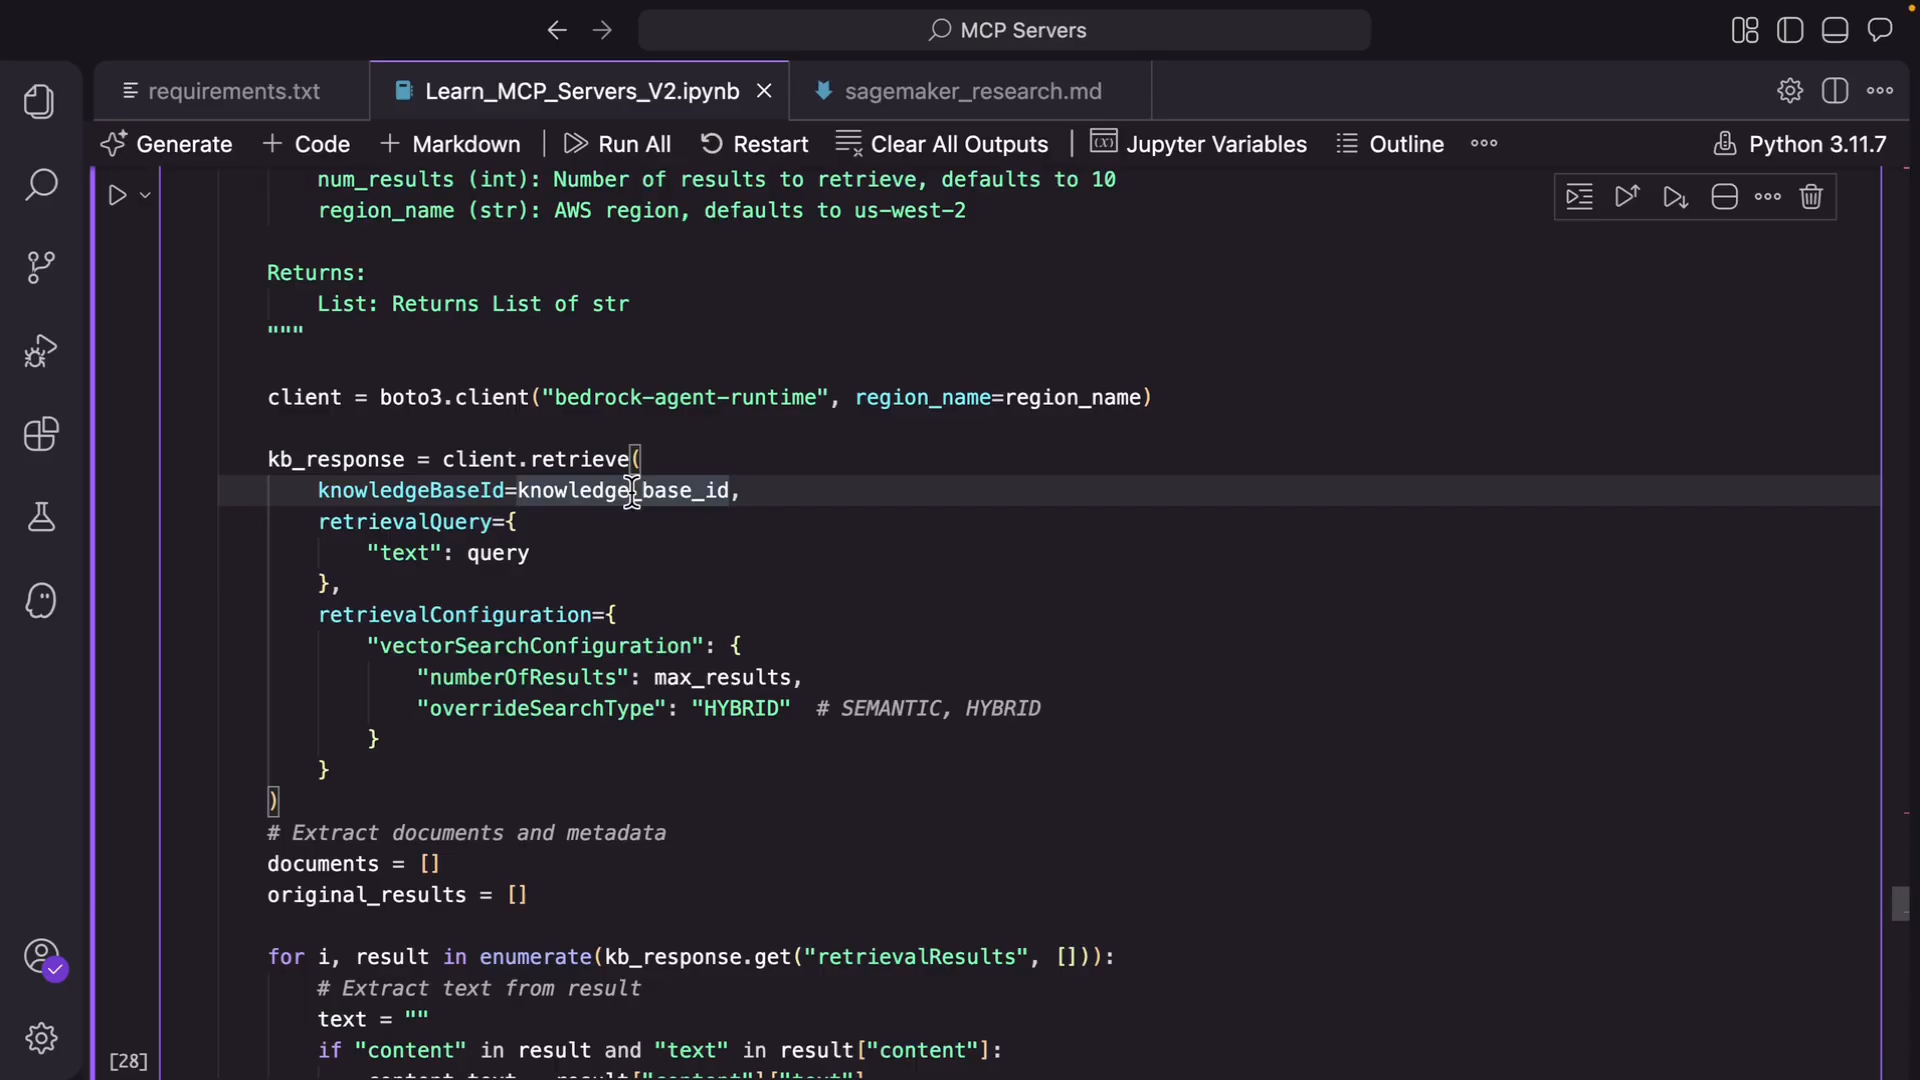 MCP Servers
requirements.txt
Learn_MCP_Servers_V2.ipynb
sagemaker_research.md
Generate
Code
Markdown
Run All
Restart
Clear All Outputs
Jupyter Variables
Outline
Python 3.11.7
num_results (int): Number of results to retrieve, defaults to 10
region_name (str): AWS region, defaults to us-west-2
Returns:
List: Returns List of str
"""
client = boto3.client("bedrock-agent-runtime", region_name=region_name)
kb_response = client.retrieve(
knowledgeBaseId=knowledge_base_id,
retrievalQuery={
"text": query
},
retrievalConfiguration={
"vectorSearchConfiguration": {
"numberOfResults": max_results,
"overrideSearchType": "HYBRID" # SEMANTIC, HYBRID
}
}
)
# Extract documents and metadata
documents = []
original_results = []
for i, result in enumerate(kb_response.get("retrievalResults", [])):
# Extract text from result
text = ""
if "content" in result and "text" in result["content"]:
[28]